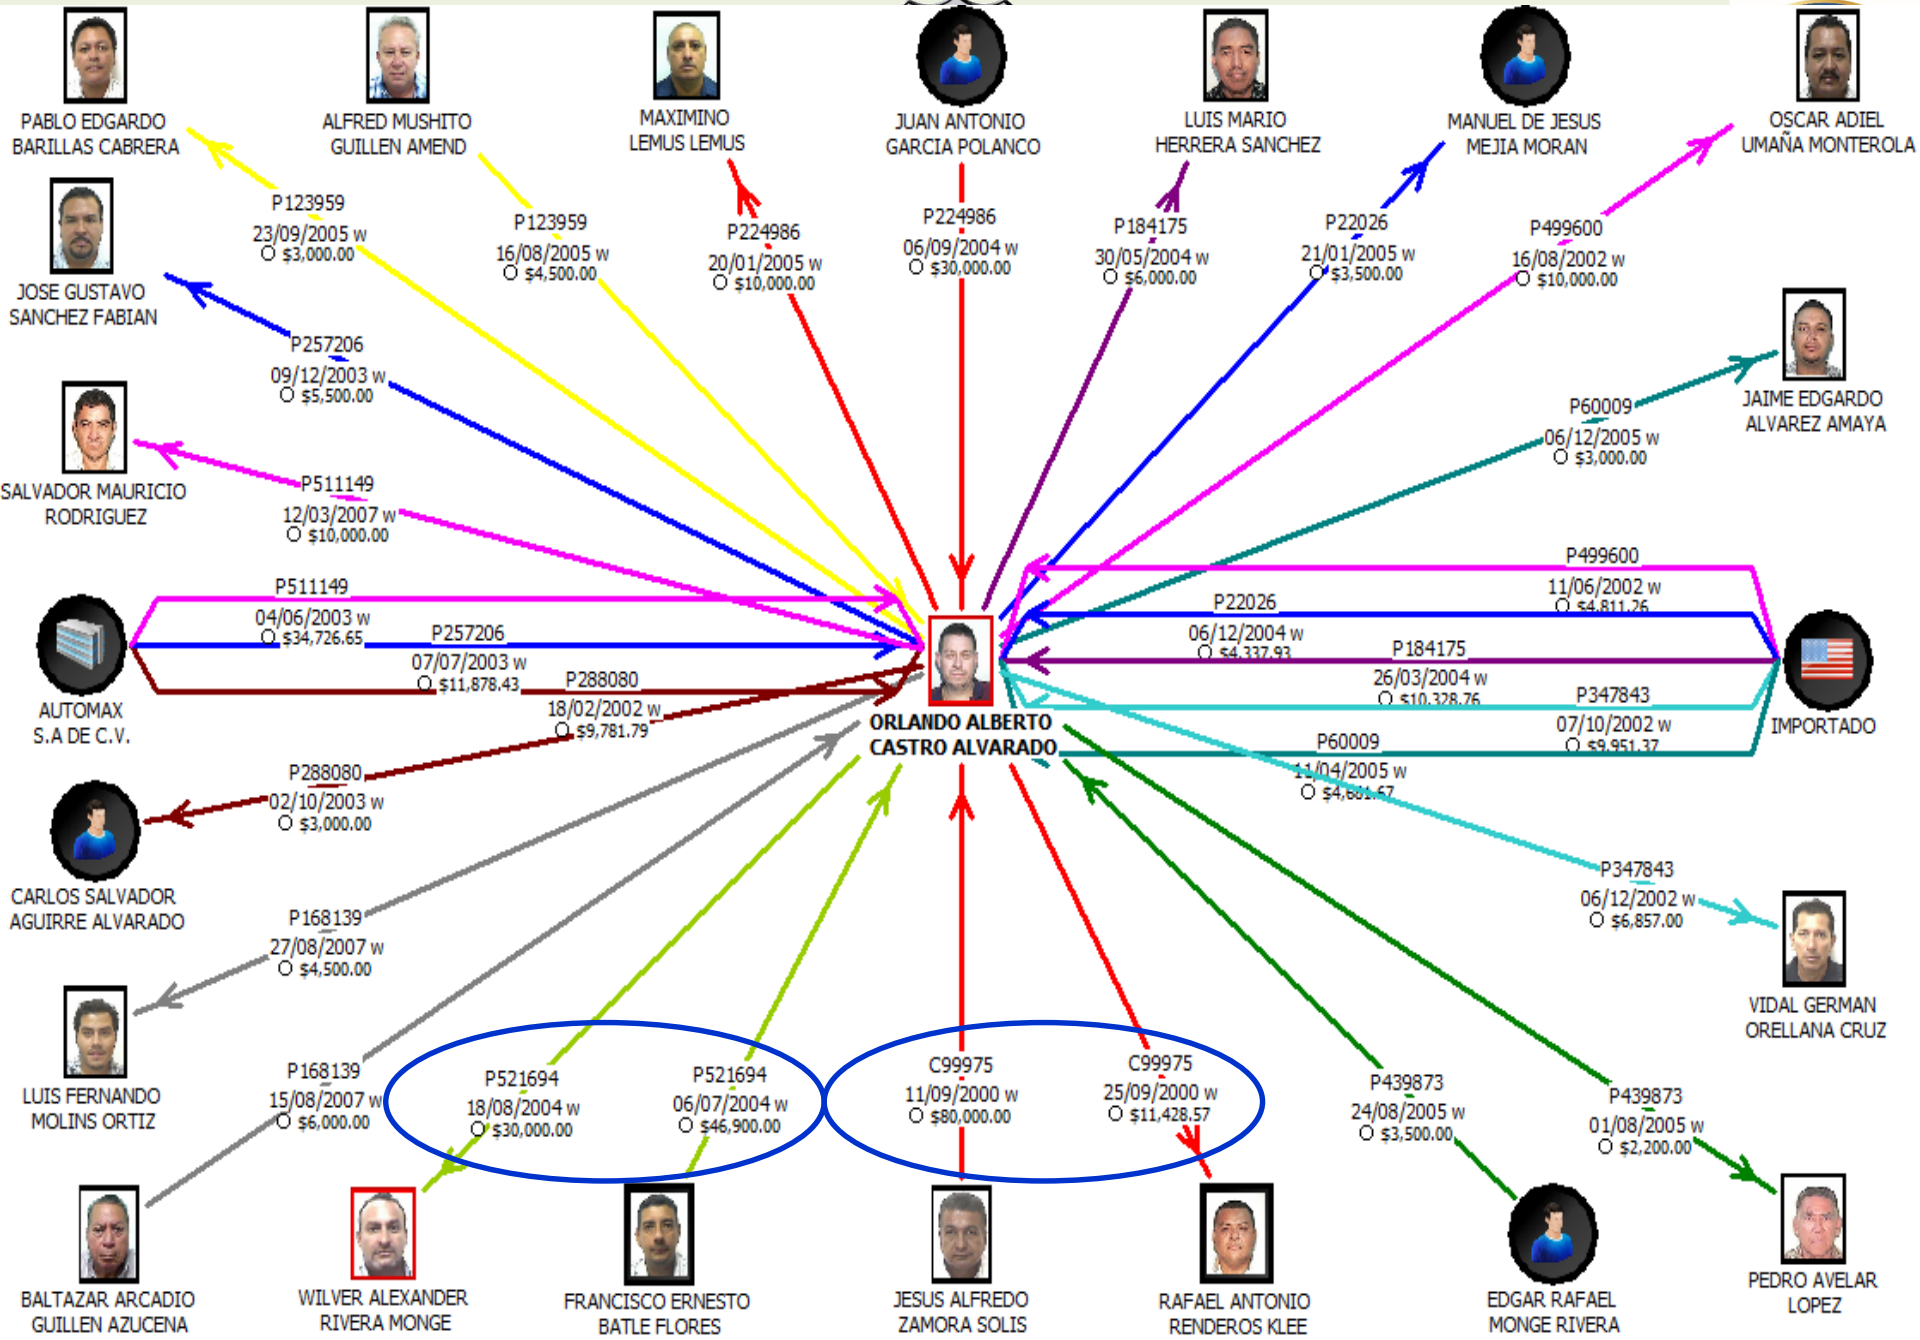 PABLO EDGARDO
BARILLAS CABRERA
ALFRED MUSHITO
GUILLEN AMEND
MAXIMINO
LEMUS LEMUS
JUAN ANTONIO
GARCIA POLANCO
LUIS MARIO
HERRERA SANCHEZ
MANUEL DE JESUS
MEJIA MORAN
OSCAR ADIEL
UMAÑA MONTEROLA
P123959
23/09/2005 w
$3,000.00
P123959
16/08/2005 w
$4,500.00
P224986
20/01/2005 w
$10,000.00
P224986
06/09/2004 w
$30,000.00
P184175
30/05/2004 w
$6,000.00
P22026
21/01/2005 w
$3,500.00
P499600
16/08/2002 w
$10,000.00
JOSE GUSTAVO
SANCHEZ FABIAN
P257206
09/12/2003 w
$5,500.00
JAIME EDGARDO
ALVAREZ AMAYA
P60009
06/12/2005 w
$3,000.00
SALVADOR MAURICIO
RODRIGUEZ
P511149
12/03/2007 w
$10,000.00
P511149
04/06/2003 w
$34,726.65
P257206
07/07/2003 w
$11,878.43
P288080
18/02/2002 w
$9,781.79
AUTOMAX
S.A DE C.V.
ORLANDO ALBERTO
CASTRO ALVARADO
P499600
11/06/2002 w
$4,811.26
P22026
06/12/2004 w
$4,337.93
P184175
26/03/2004 w
$10,328.76
P347843
07/10/2002 w
$9,951.37
P60009
11/04/2005 w
IMPORTADO
P288080
02/10/2003 w
$3,000.00
CARLOS SALVADOR
AGUIRRE ALVARADO
P168139
27/08/2007 w
$4,500.00
P347843
06/12/2002 w
$6,857.00
VIDAL GERMAN
ORELLANA CRUZ
LUIS FERNANDO
MOLINS ORTIZ
P168139
15/08/2007 w
$6,000.00
P521694
18/08/2004 w
$30,000.00
P521694
06/07/2004 w
$46,900.00
C99975
11/09/2000 w
$80,000.00
C99975
25/09/2000 w
$11,428.57
P439873
24/08/2005 w
$3,500.00
P439873
01/08/2005 w
$2,200.00
BALTAZAR ARCADIO
GUILLEN AZUCENA
WILVER ALEXANDER
RIVERA MONGE
FRANCISCO ERNESTO
BATLE FLORES
JESUS ALFREDO
ZAMORA SOLIS
RAFAEL ANTONIO
RENDEROS KLEE
EDGAR RAFAEL
MONGE RIVERA
PEDRO AVELAR
LOPEZ